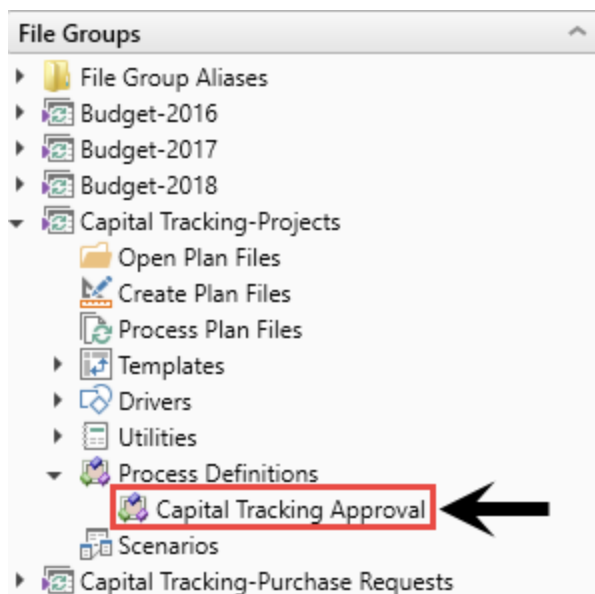 File Groups
File Group Aliases
Budget-2016
Budget-2017
Budget-2018
Capital Tracking-Projects
Open Plan Files
Create Plan Files
Process Plan Files
Templates
Drivers
Utilities
Process Definitions
Capital Tracking Approval
Scenarios
Capital Tracking-Purchase Requests